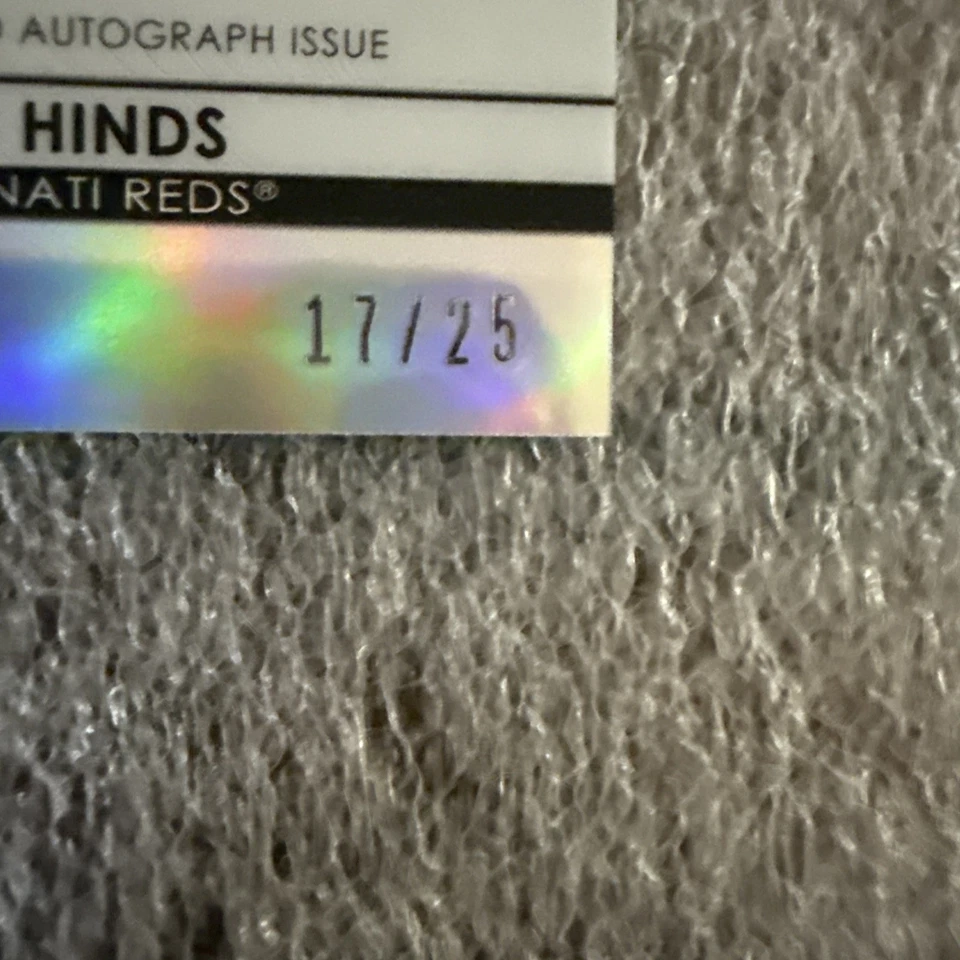 AUTOGRAPH ISSUE
HINDS
NATI REDS®
17/25